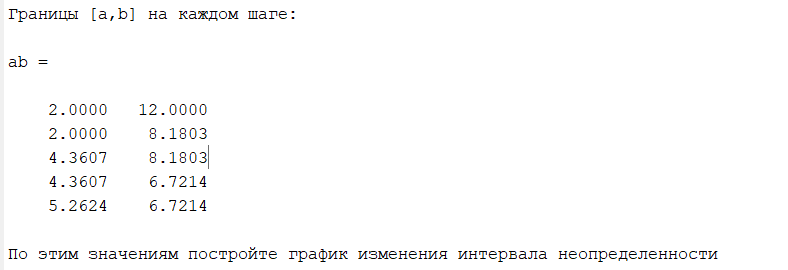 Границы [a,b] на каждом шаге:
ab =
2.0000 12.0000
2.0000 8.1803
4.3607 8.1803
4.3607 6.7214
5.2624 6.7214
По этим значениям постройте график изменения интервала неопределенности